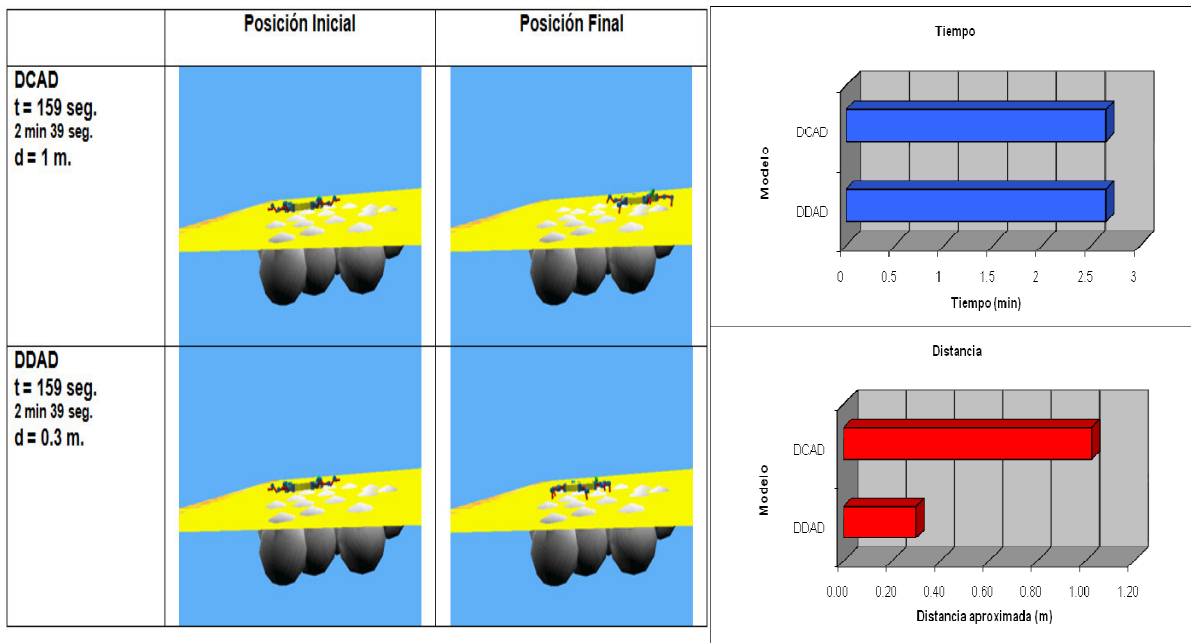 Posición Inicial
Posición Final
DCAD
t = 159 seg.
2 min 39 seg.
d = 1 m.
DDAD
t = 159 seg.
2 min 39 seg.
d = 0.3 m.
Tiempo
Modelo
DCAD
DDAD
0 0.5 1 1.5 2 2.5 3
Tiempo (min)
Distancia
Modelo
DCAD
DDAD
0.00 0.20 0.40 0.60 0.80 1.00 1.20
Distancia aproximada (m)